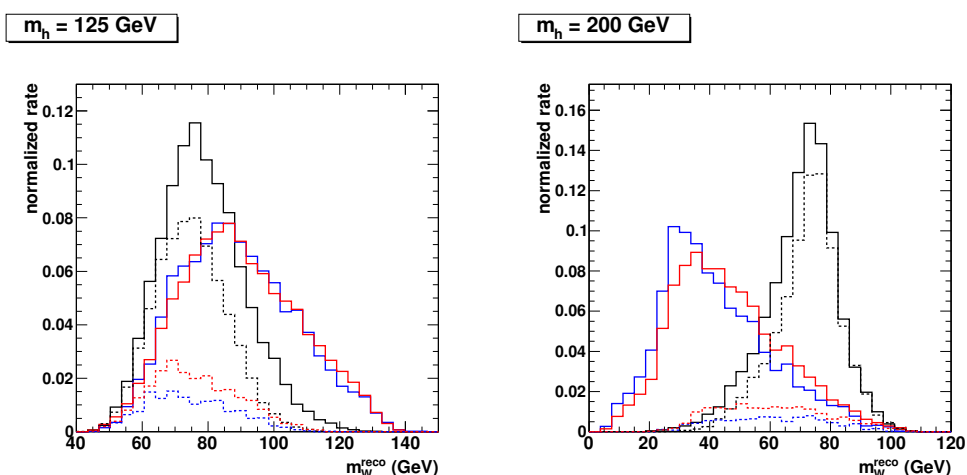 m_h = 125 GeV
normalized rate
0.12
0.1
0.08
0.06
0.04
0.02
0
40 60 80 100 120 140
m_W^reco (GeV)
m_h = 200 GeV
normalized rate
0.16
0.14
0.12
0.1
0.08
0.06
0.04
0.02
0
0 20 40 60 80 100 120
m_W^reco (GeV)